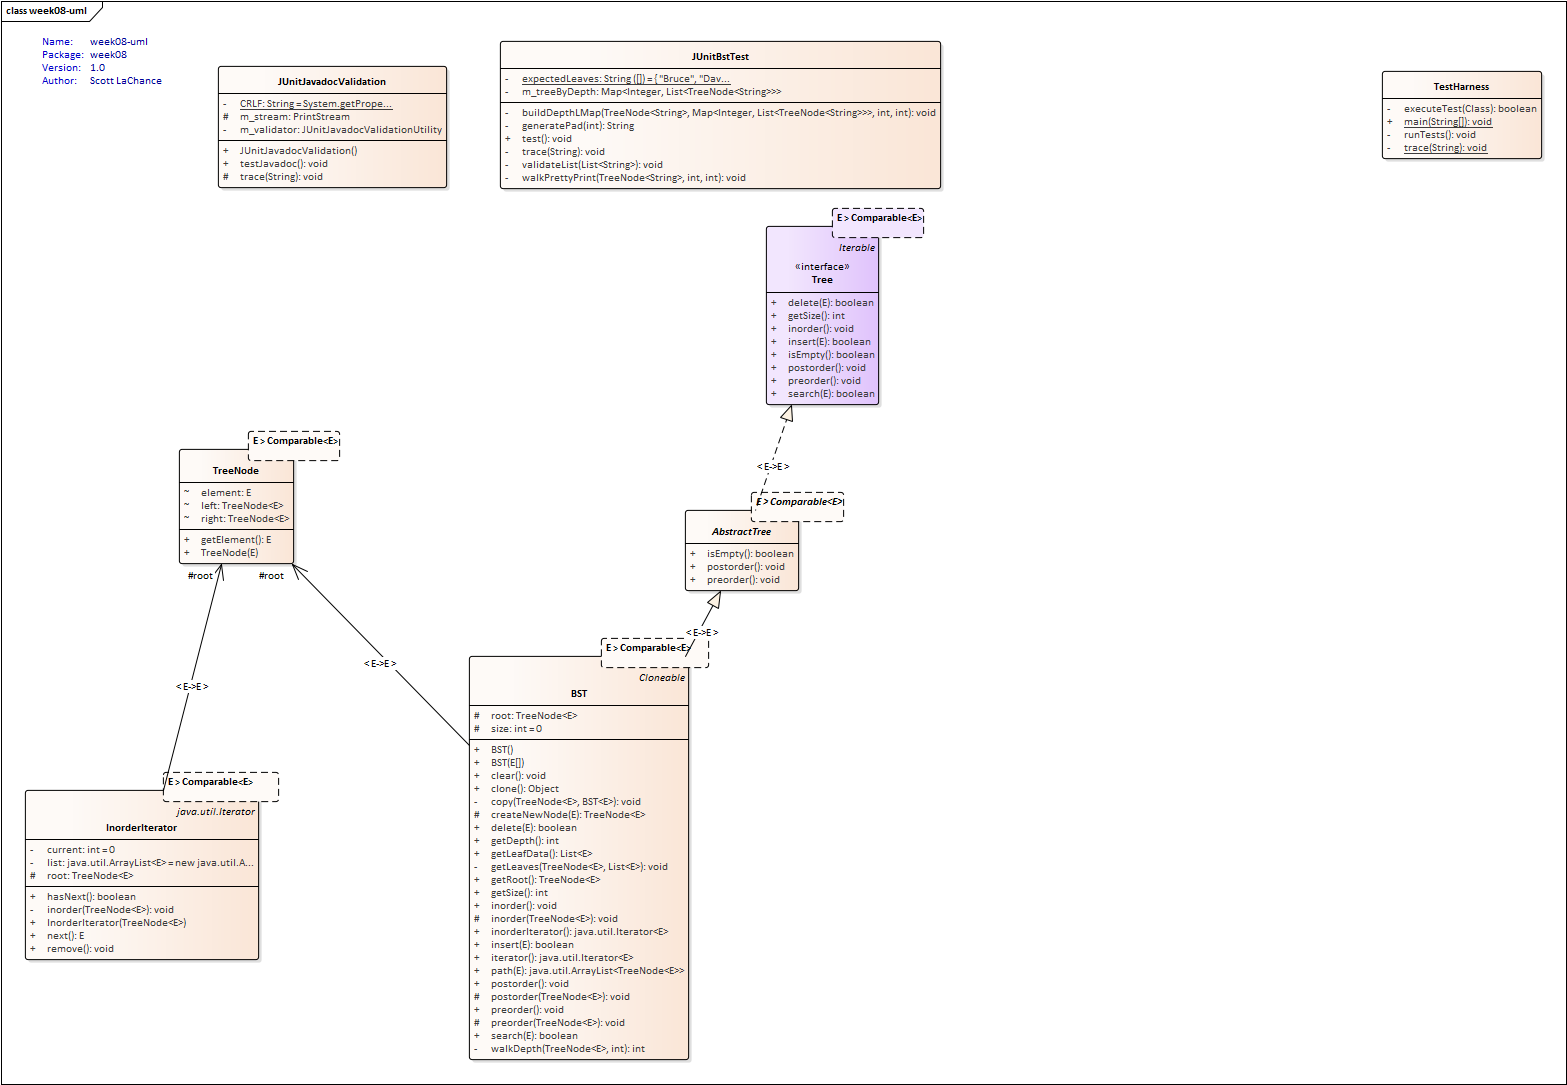 class week08-uml
Name: week08-uml
Package: week08
Version: 1.0
Author: Scott LaChance
JUnitJavadocValidation
- CRLF: String = System.getPrope...
# m_stream: PrintStream
- m_validator: JUnitJavadocValidationUtility
+ JUnitJavadocValidation()
+ testJavadoc(): void
# trace(String): void
JUnitBstTest
- expectedLeaves: String ([]) = { "Bruce", "Dav...
- m_treeByDepth: Map<Integer, List<TreeNode<String>>>
- buildDepthLMap(TreeNode<String>, Map<Integer, List<TreeNode<String>>>, int, int): void
- generatePad(int): String
+ test(): void
- trace(String): void
- validateList(List<String>): void
- walkPrettyPrint(TreeNode<String>, int, int): void
TestHarness
- executeTest(Class): boolean
+ main(String[]): void
- runTests(): void
- trace(String): void
E > Comparable<E>
Iterable
«interface»
Tree
+ delete(E): boolean
+ getSize(): int
+ inorder(): void
+ insert(E): boolean
+ isEmpty(): boolean
+ postorder(): void
+ preorder(): void
+ search(E): boolean
< E->E >
E > Comparable<E>
AbstractTree
+ isEmpty(): boolean
+ postorder(): void
+ preorder(): void
< E->E >
E > Comparable<E>
TreeNode
~ element: E
~ left: TreeNode<E>
~ right: TreeNode<E>
+ getElement(): E
+ TreeNode(E)
#root
#root
< E->E >
< E->E >
E > Comparable<E>
Cloneable
BST
# root: TreeNode<E>
# size: int = 0
+ BST()
+ BST(E[])
+ clear(): void
+ clone(): Object
- copy(TreeNode<E>, BST<E>): void
# createNewNode(E): TreeNode<E>
+ delete(E): boolean
+ getDepth(): int
+ getLeafData(): List<E>
- getLeaves(TreeNode<E>, List<E>): void
+ getRoot(): TreeNode<E>
+ getSize(): int
+ inorder(): void
# inorder(TreeNode<E>): void
+ inorderIterator(): java.util.Iterator<E>
+ insert(E): boolean
+ iterator(): java.util.Iterator<E>
+ path(E): java.util.ArrayList<TreeNode<E>>
+ postorder(): void
# postorder(TreeNode<E>): void
+ preorder(): void
# preorder(TreeNode<E>): void
+ search(E): boolean
- walkDepth(TreeNode<E>, int): int
E > Comparable<E>
java.util.Iterator
InorderIterator
- current: int = 0
- list: java.util.ArrayList<E> = new java.util.A...
# root: TreeNode<E>
+ hasNext(): boolean
- inorder(TreeNode<E>): void
+ InorderIterator(TreeNode<E>)
+ next(): E
+ remove(): void